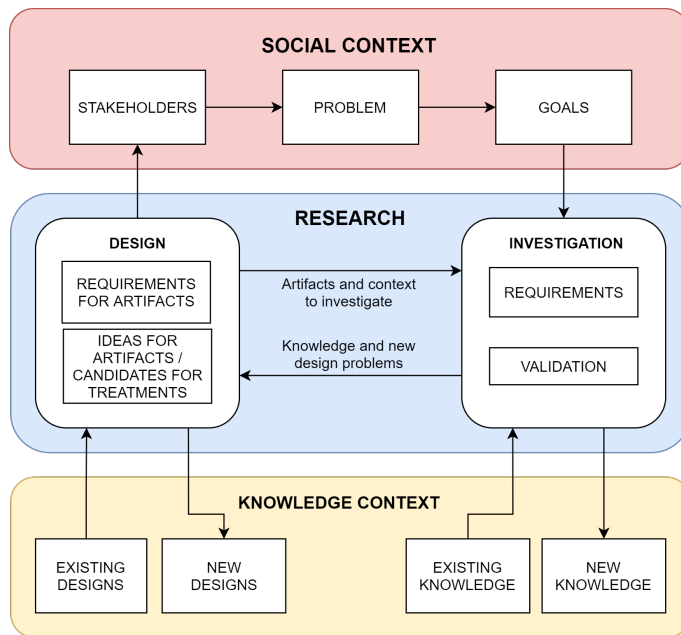 SOCIAL CONTEXT
STAKEHOLDERS
PROBLEM
GOALS
RESEARCH
DESIGN
REQUIREMENTS
FOR ARTIFACTS
IDEAS FOR
ARTIFACTS /
CANDIDATES FOR
TREATMENTS
Artifacts and context
to investigate
Knowledge and new
design problems
INVESTIGATION
REQUIREMENTS
VALIDATION
KNOWLEDGE CONTEXT
EXISTING
DESIGNS
NEW
DESIGNS
EXISTING
KNOWLEDGE
NEW
KNOWLEDGE